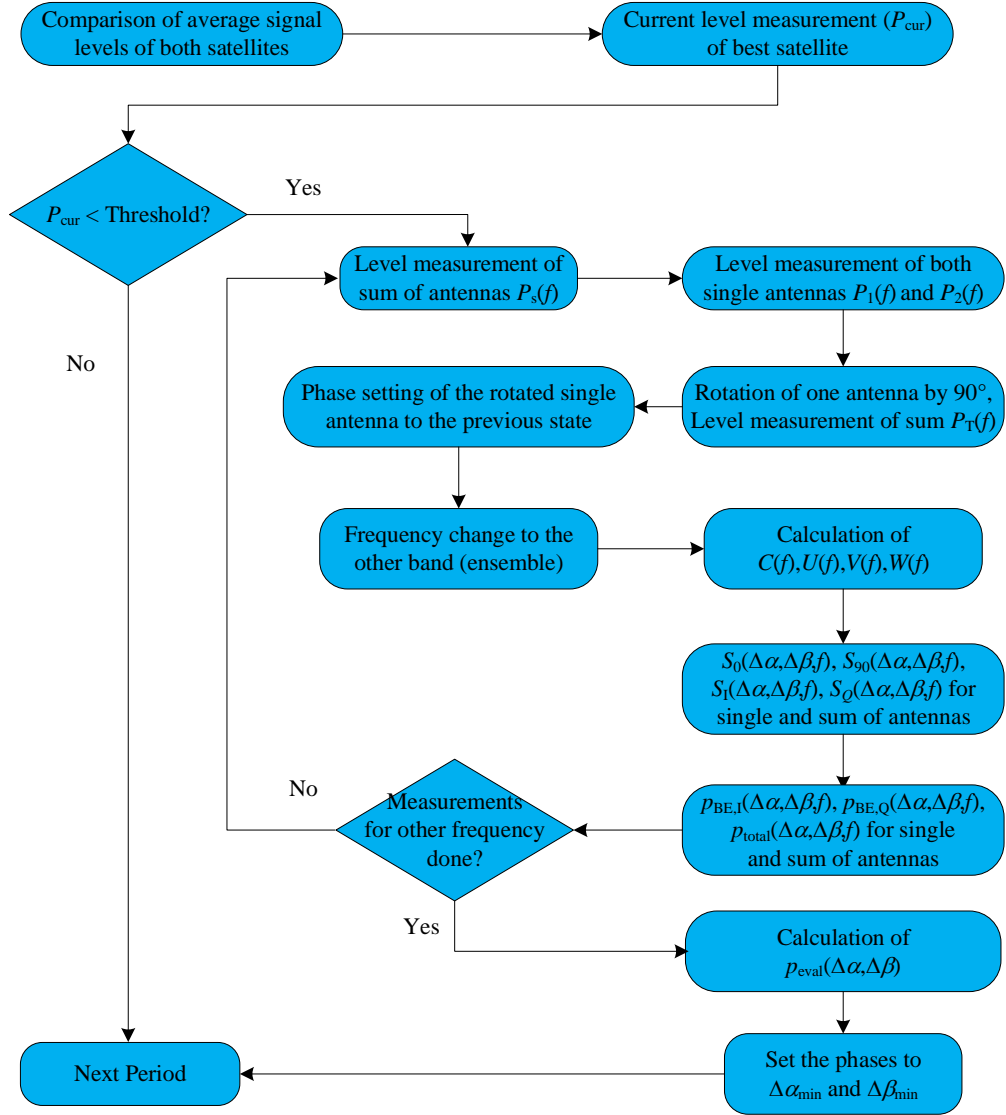 Comparison of average signal
levels of both satellites
Current level measurement (Pcur)
of best satellite
Pcur < Threshold?
Yes
No
Level measurement of
sum of antennas Ps(f)
Level measurement of both
single antennas P1(f) and P2(f)
Rotation of one antenna by 90°,
Level measurement of sum PT(f)
Phase setting of the rotated single
antenna to the previous state
Frequency change to the
other band (ensemble)
Calculation of
C(f),U(f),V(f),W(f)
S0(Δα,Δβ,f), S90(Δα,Δβ,f),
SI(Δα,Δβ,f), SQ(Δα,Δβ,f) for
single and sum of antennas
pBE,I(Δα,Δβ,f), pBE,Q(Δα,Δβ,f),
ptotal(Δα,Δβ,f) for single
and sum of antennas
Measurements
for other frequency
done?
No
Yes
Calculation of
peval(Δα,Δβ)
Set the phases to
Δαmin and Δβmin
Next Period